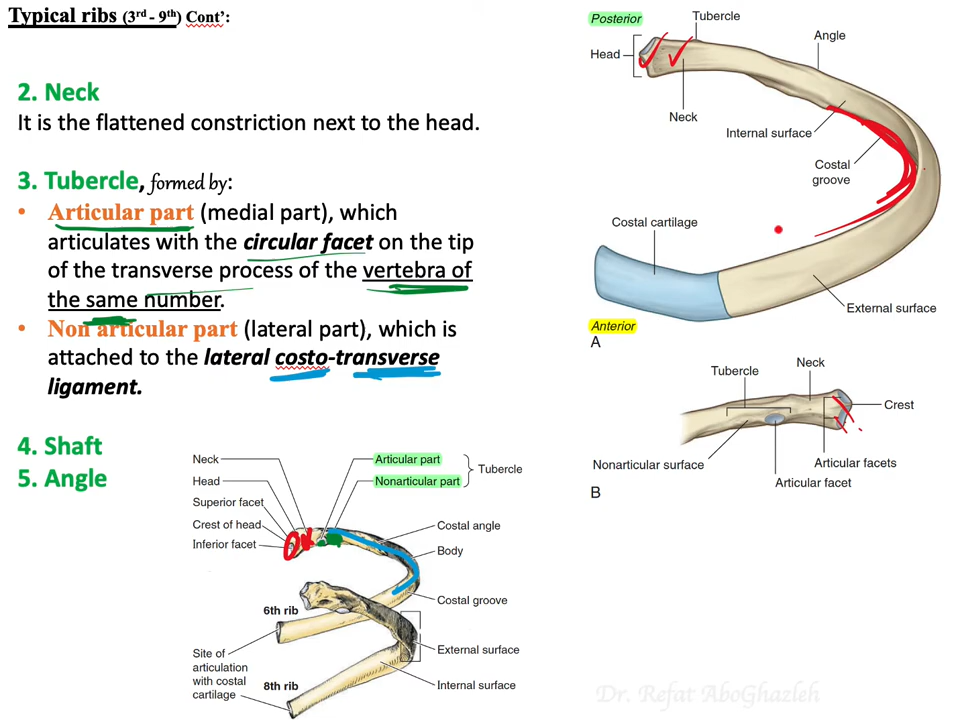 Typical ribs (3rd - 9th) Cont':
2. Neck
It is the flattened constriction next to the head.
3. Tubercle, formed by:
• Articular part (medial part), which
articulates with the circular facet on the tip
of the transverse process of the vertebra of
the same number.
• Non articular part (lateral part), which is
attached to the lateral costo-transverse
ligament.
4. Shaft
5. Angle
Posterior
Tubercle
Head
Angle
Neck
Internal surface
Costal
groove
Costal cartilage
External surface
Anterior
A
Neck
Tubercle
Crest
Nonarticular surface
Articular facets
Articular facet
B
Neck
Head
Superior facet
Crest of head
Inferior facet
Articular part
Nonarticular part
Tubercle
Costal angle
Body
Costal groove
6th rib
External surface
Site of
articulation
with costal
cartilage
8th rib
Internal surface
Dr. Refat AboGhazleh